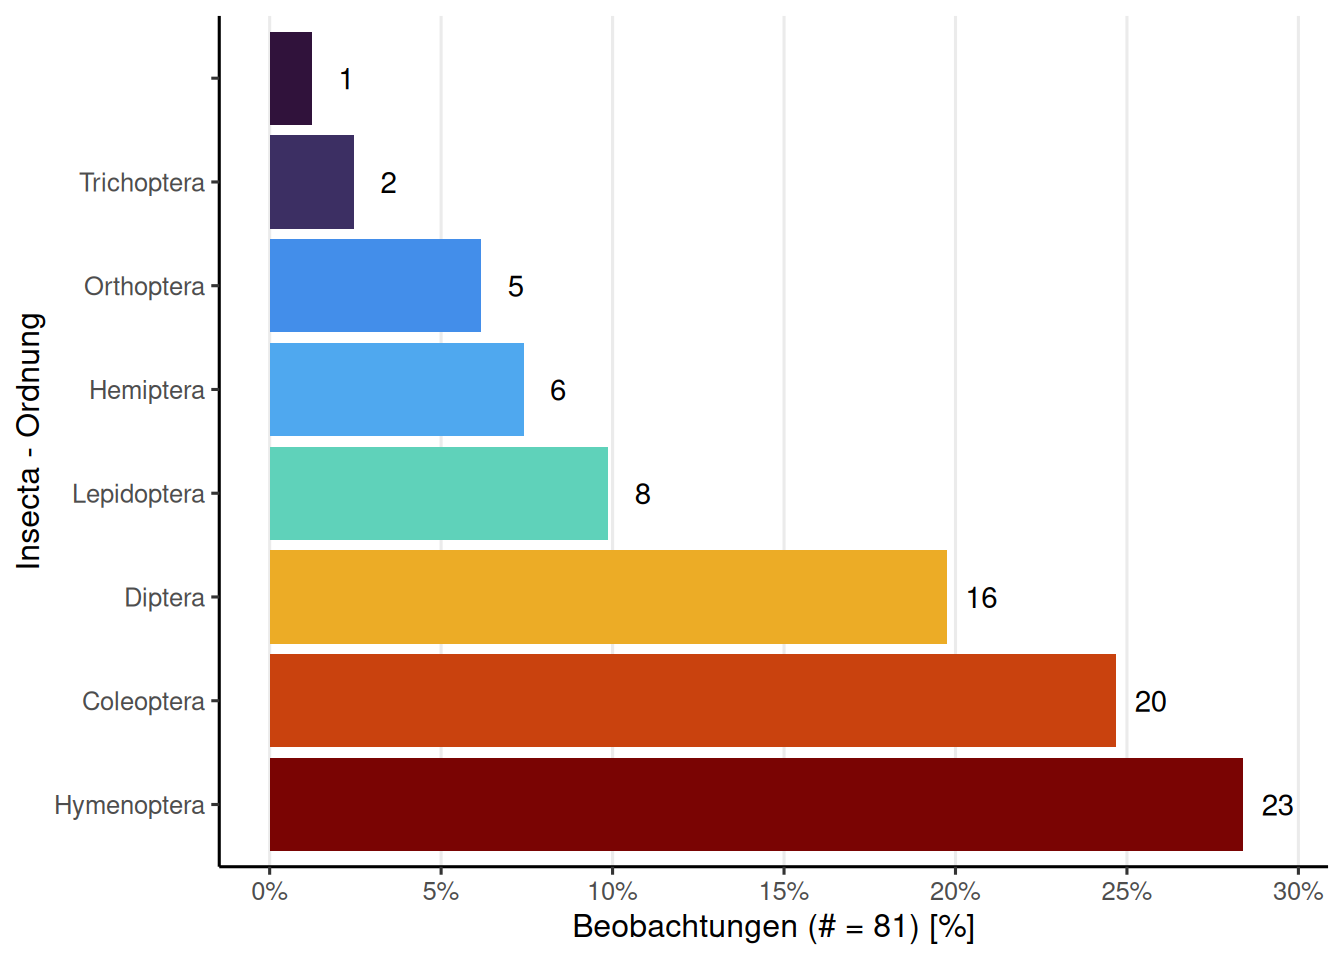 1
Trichoptera 2
Orthoptera 5
Hemiptera 6
Lepidoptera 8
Diptera 16
Coleoptera 20
Hymenoptera 23
Insecta - Ordnung
0% 5% 10% 15% 20% 25% 30%
Beobachtungen (# = 81) [%]